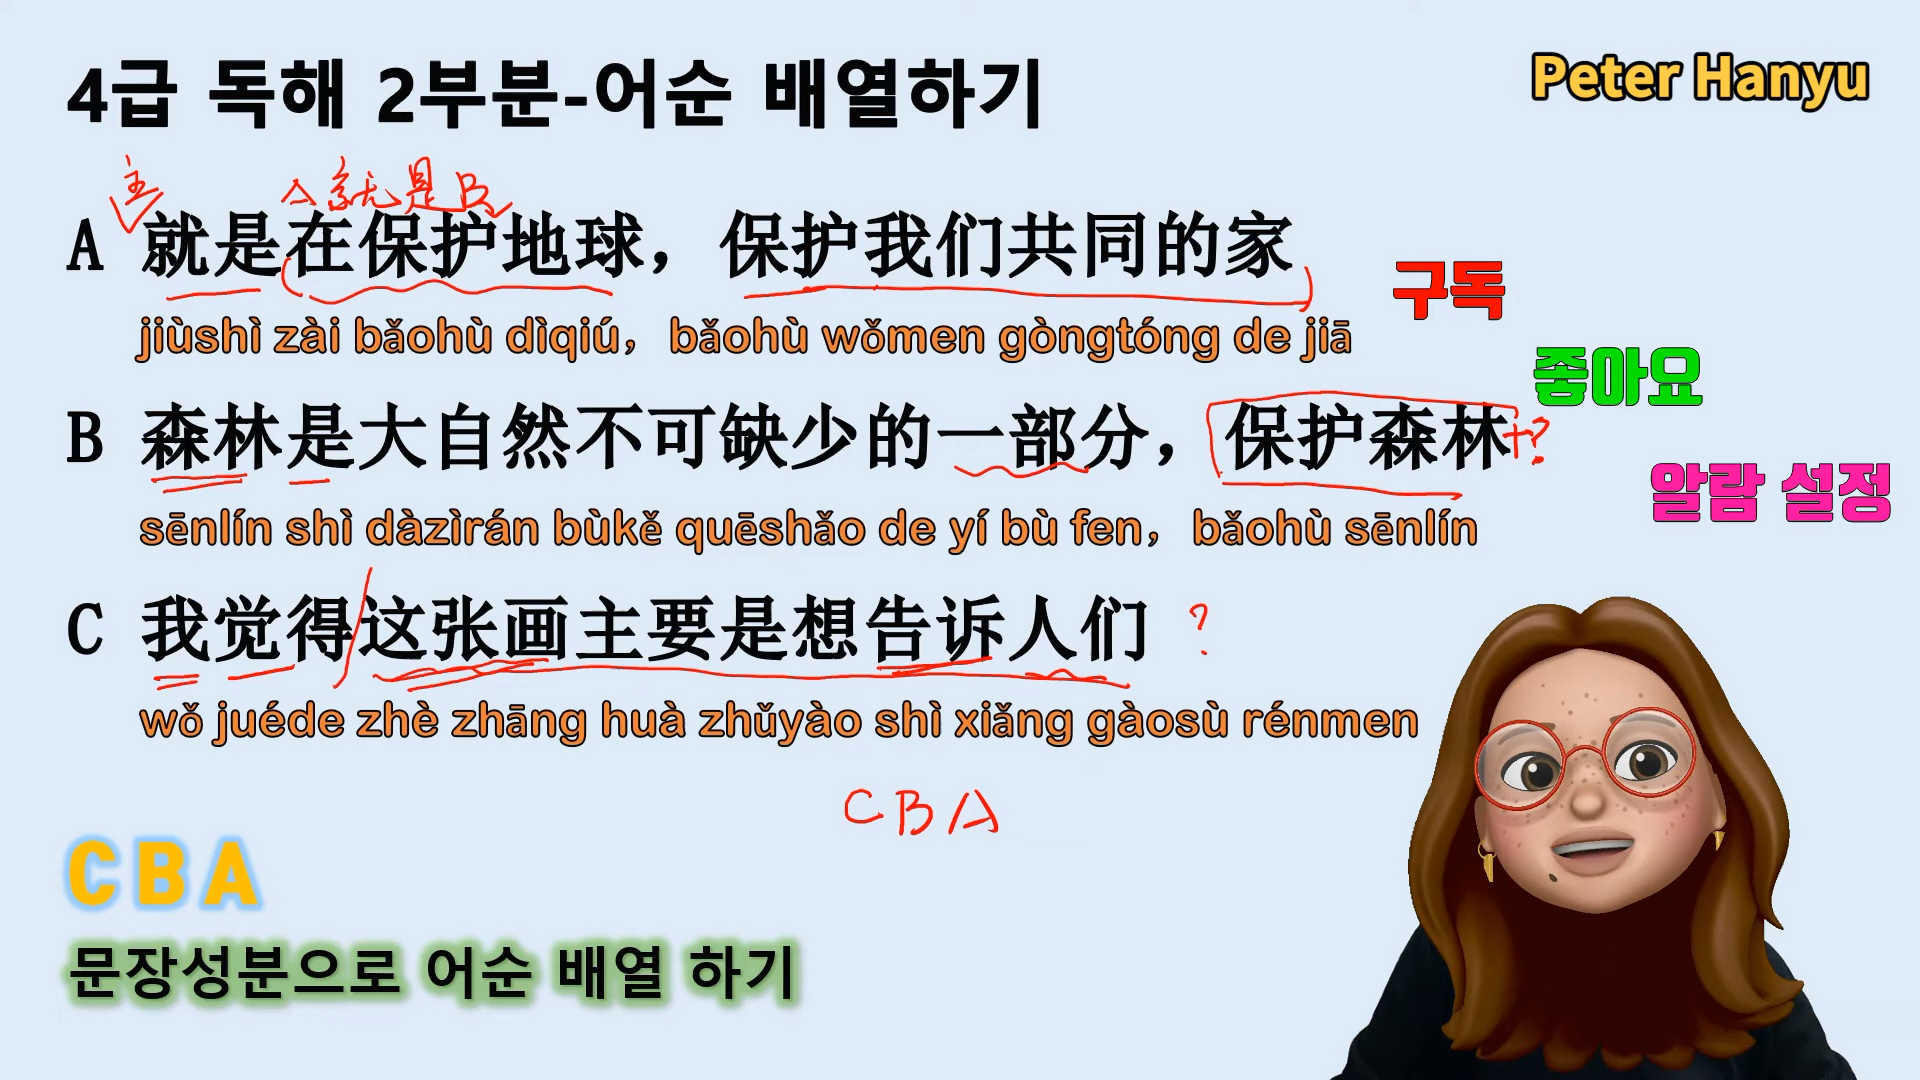 4급 독해 2부분-어순 배열하기
Peter Hanyu
主
A就是B
A 就是在保护地球，保护我们共同的家
구독
jiùshì zài bǎohù dìqiú，bǎohù wǒmen gòngtóng de jiā
좋아요
B 森林是大自然不可缺少的一部分，保护森林+?
알람 설정
sēnlín shì dàzìrán bùkě quēshǎo de yí bù fen，bǎohù sēnlín
C 我觉得/这张画主要是想告诉人们 ?
wǒ juéde zhè zhāng huà zhǔyào shì xiǎng gàosù rénmen
CBA
CBA
문장성분으로 어순 배열 하기